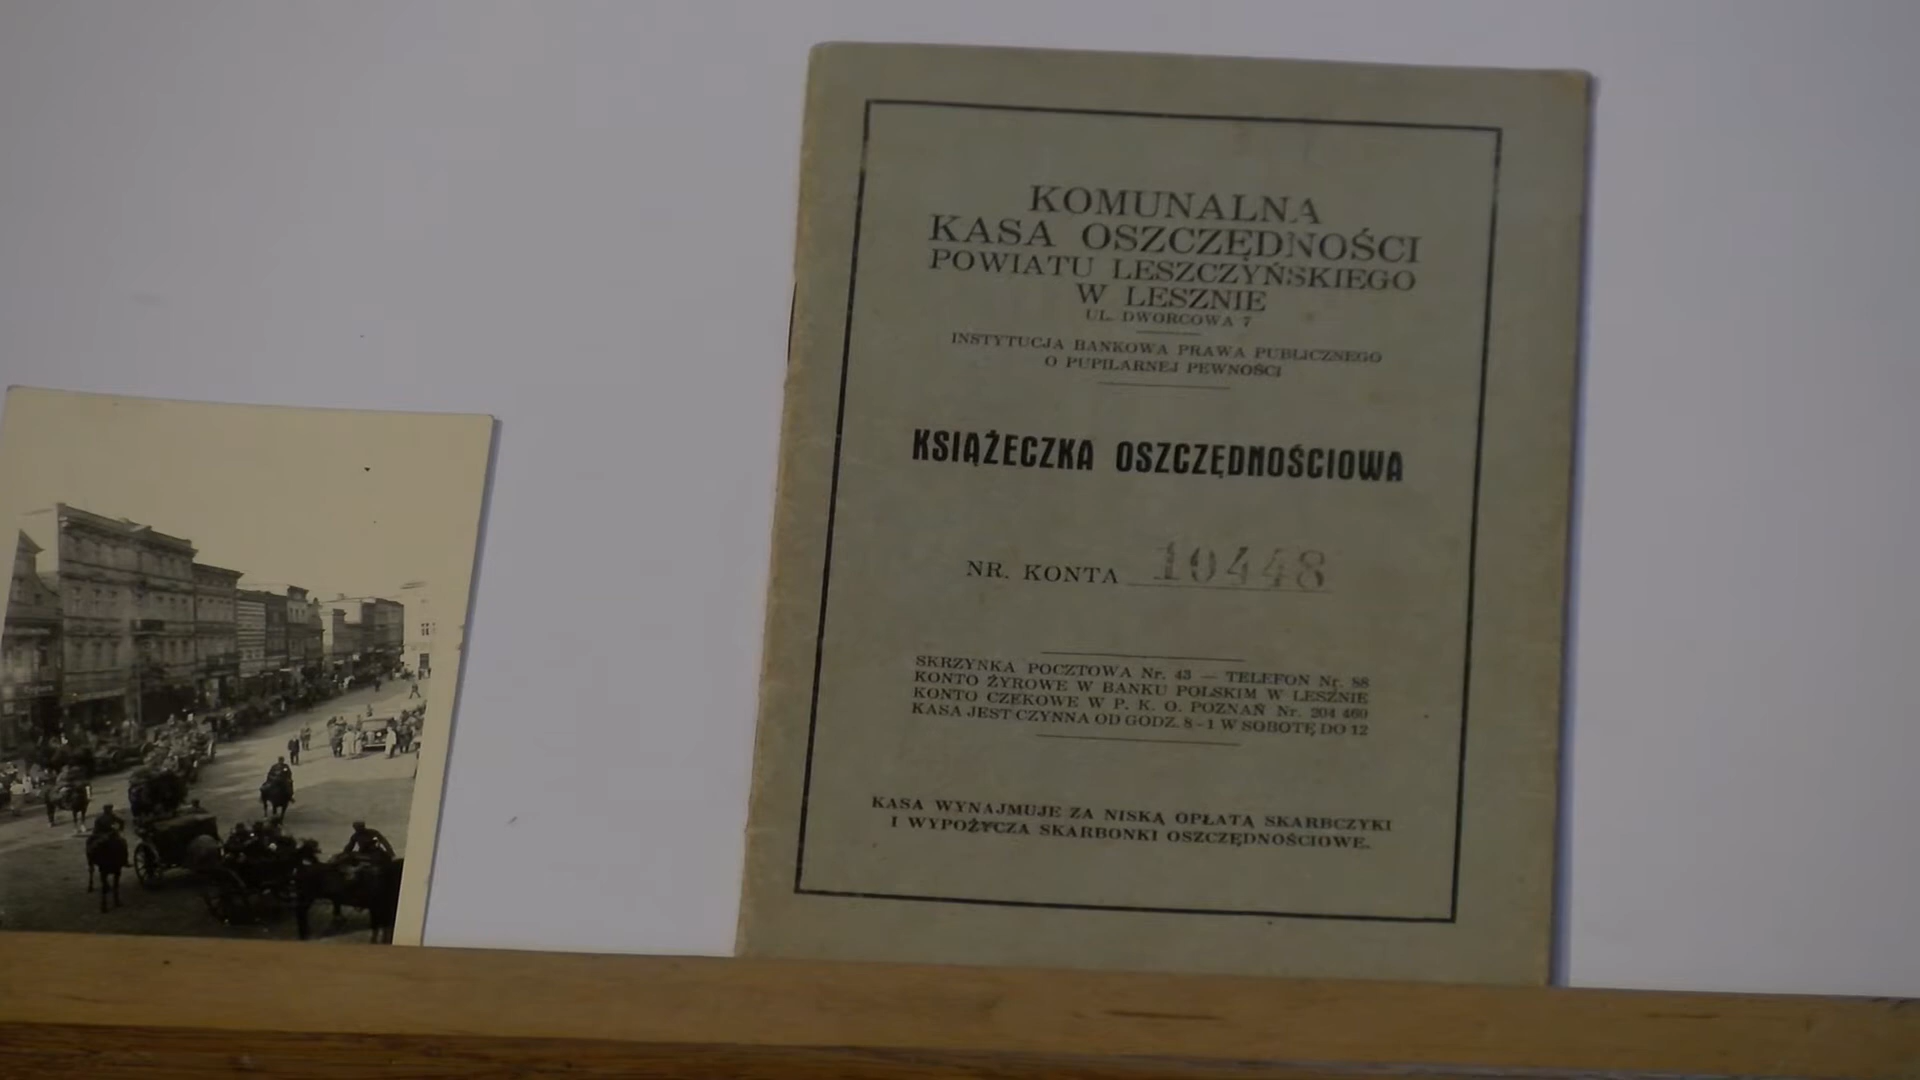 KOMUNALNA
KASA OSZCZĘDNOŚCI
POWIATU LESZCZYŃSKIEGO
W LESZNIE
UL. DWORCOWA 7
INSTYTUCJA BANKOWA PRAWA PUBLICZNEGO
O PUPILARNEJ PEWNOŚCI
KSIĄŻECZKA OSZCZĘDNOŚCIOWA
NR. KONTA 10448
SKRZYNKA POCZTOWA Nr. 43 — TELEFON Nr. 88
KONTO ŻYROWE W BANKU POLSKIM W LESZNIE
KONTO CZEKOWE W P. K. O. POZNAŃ Nr. 204 460
KASA JEST CZYNNA OD GODZ. 8-1 W SOBOTĘ DO 12
KASA WYNAJMUJE ZA NISKĄ OPŁATĄ SKARBCZYKI
I WYPOŻYCZA SKARBONKI OSZCZĘDNOŚCIOWE.